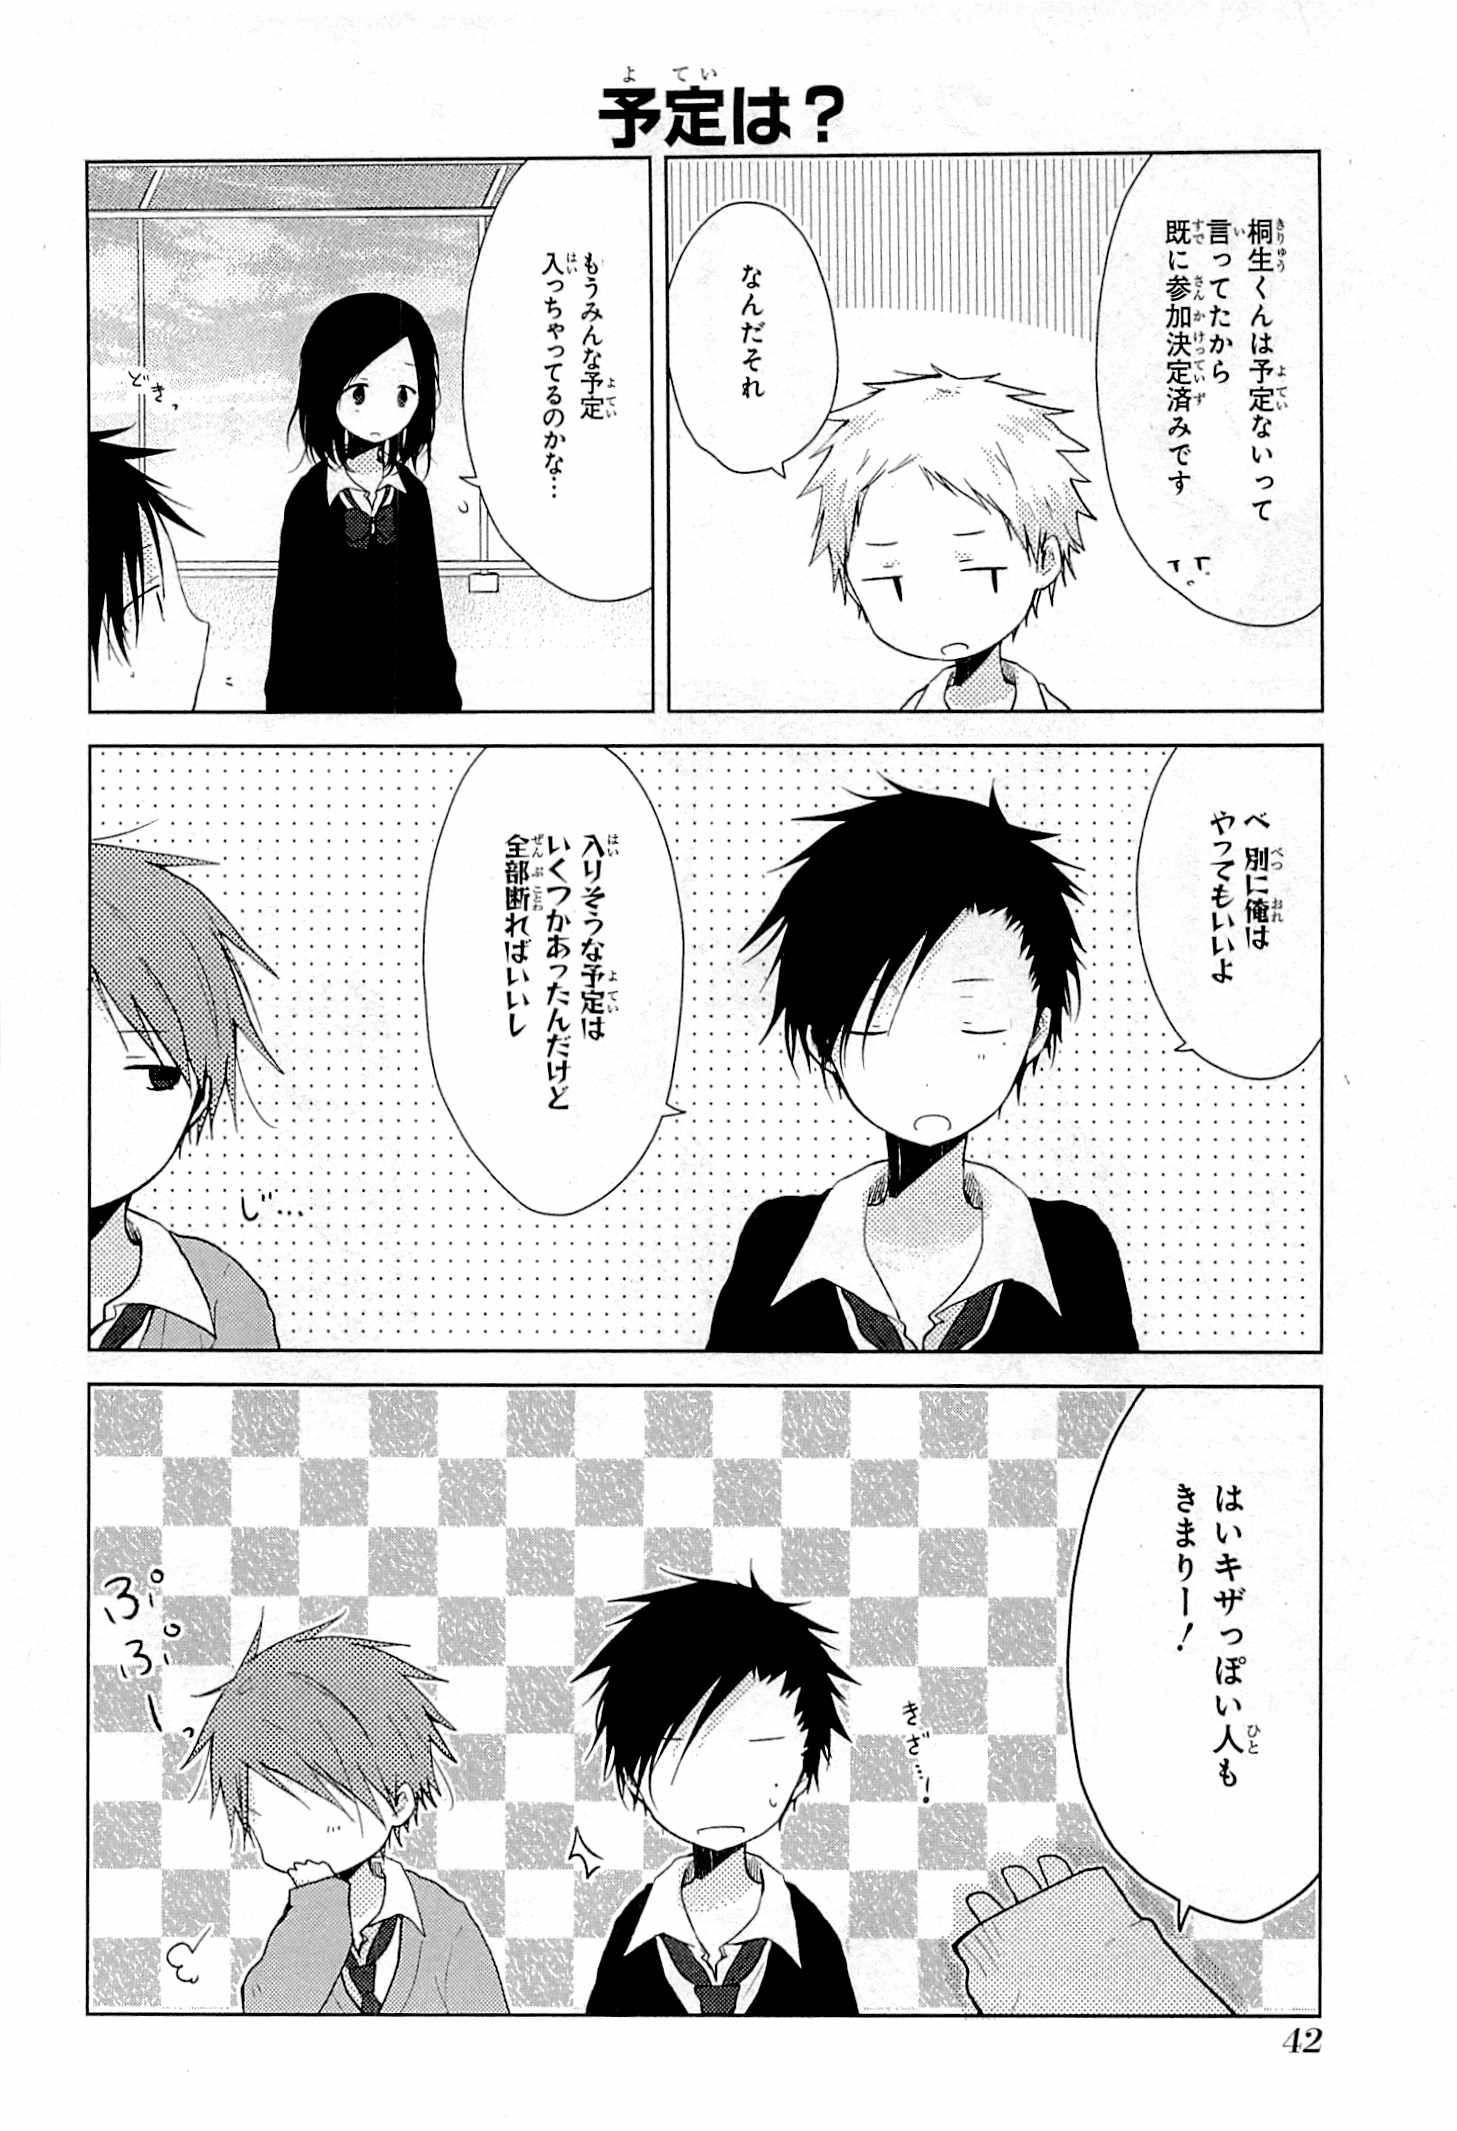 予定は？
桐生くんは予定ないって
言ってたから
既に参加決定済みです
なんだそれ
もうみんな予定
入っちゃってるのかな…
どきっ
べ 別に俺は
やってもいいよ
入りそうな予定は
いくつかあったんだけど
全部断ればいいし
じ…
はいキザっぽい人も
きまりー！
きざ…！
ぷ
ぷー
42